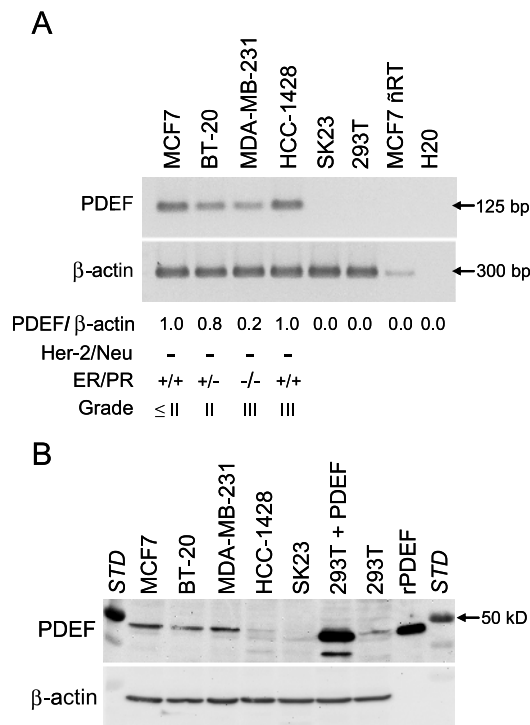 A
MCF7
BT-20
MDA-MB-231
HCC-1428
SK23
293T
MCF7 ñRT
H20
PDEF
125 bp
β-actin
300 bp
PDEF/ β-actin 1.0 0.8 0.2 1.0 0.0 0.0 0.0 0.0
Her-2/Neu - - - -
ER/PR +/+ +/- -/- +/+
Grade ≤ II II III III
B
STD
MCF7
BT-20
MDA-MB-231
HCC-1428
SK23
293T + PDEF
293T
rPDEF
STD
50 kD
PDEF
β-actin